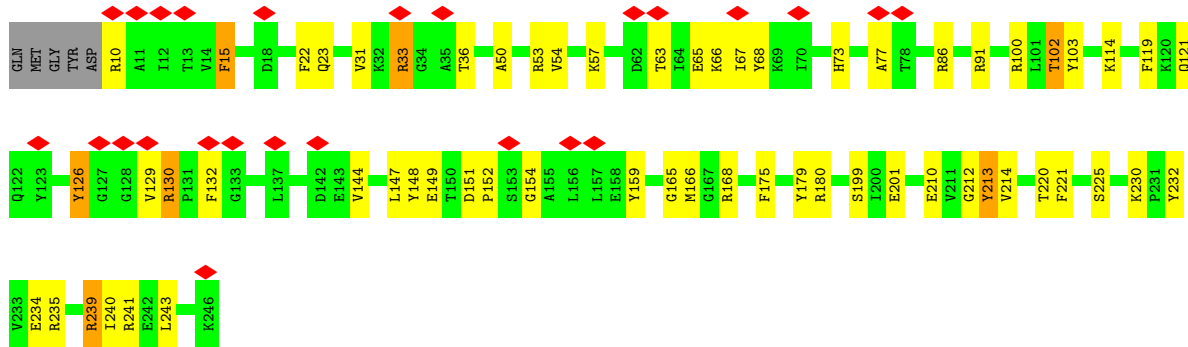 GLN MET GLY TYR ASP R10 A11 I12 T13 V14 F15 D18 F22 Q23 V31 K32 R33 G34 A35 T36 A50 R53 V54 K57 D62 T63 I64 E65 K66 I67 Y68 K69 I70 H73 A77 T78 R86 R91 R100 L101 T102 Y103 K114 F119 K120 Q121
Q122 Y123 Y126 G127 G128 V129 R130 P131 F132 G133 L137 D142 E143 V144 L147 Y148 E149 T150 D151 P152 S153 G154 A155 L156 L157 E158 Y159 G165 M166 G167 R168 F175 Y179 R180 S199 I200 E201 E210 V211 G212 Y213 V214 T220 F221 S225 K230 P231 Y232
V233 E234 R235 R239 I240 R241 E242 L243 K246